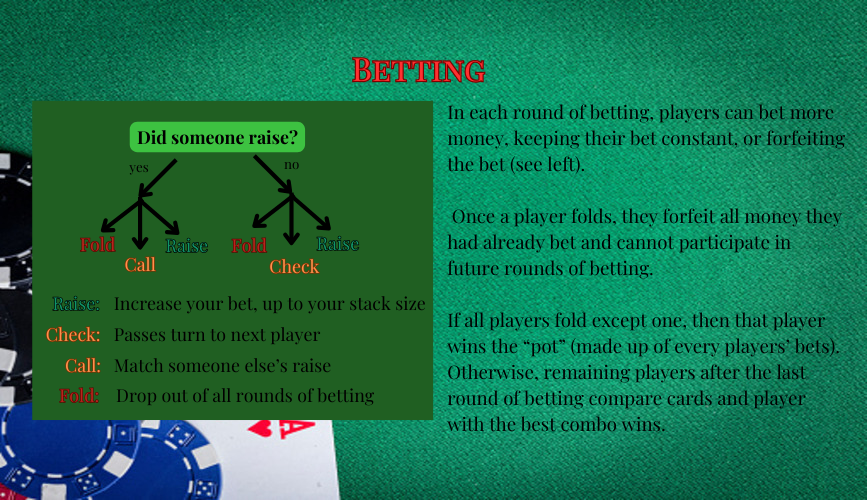 BETTING
Did someone raise?
yes
no
Fold
Call
Raise
Fold
Check
Raise
Raise: Increase your bet, up to your stack size
Check: Passes turn to next player
Call: Match someone else's raise
Fold: Drop out of all rounds of betting
In each round of betting, players can bet more
money, keeping their bet constant, or forfeiting
the bet (see left).
Once a player folds, they forfeit all money they
had already bet and cannot participate in
future rounds of betting.
If all players fold except one, then that player
wins the “pot” (made up of every players’ bets).
Otherwise, remaining players after the last
round of betting compare cards and player
with the best combo wins.
A